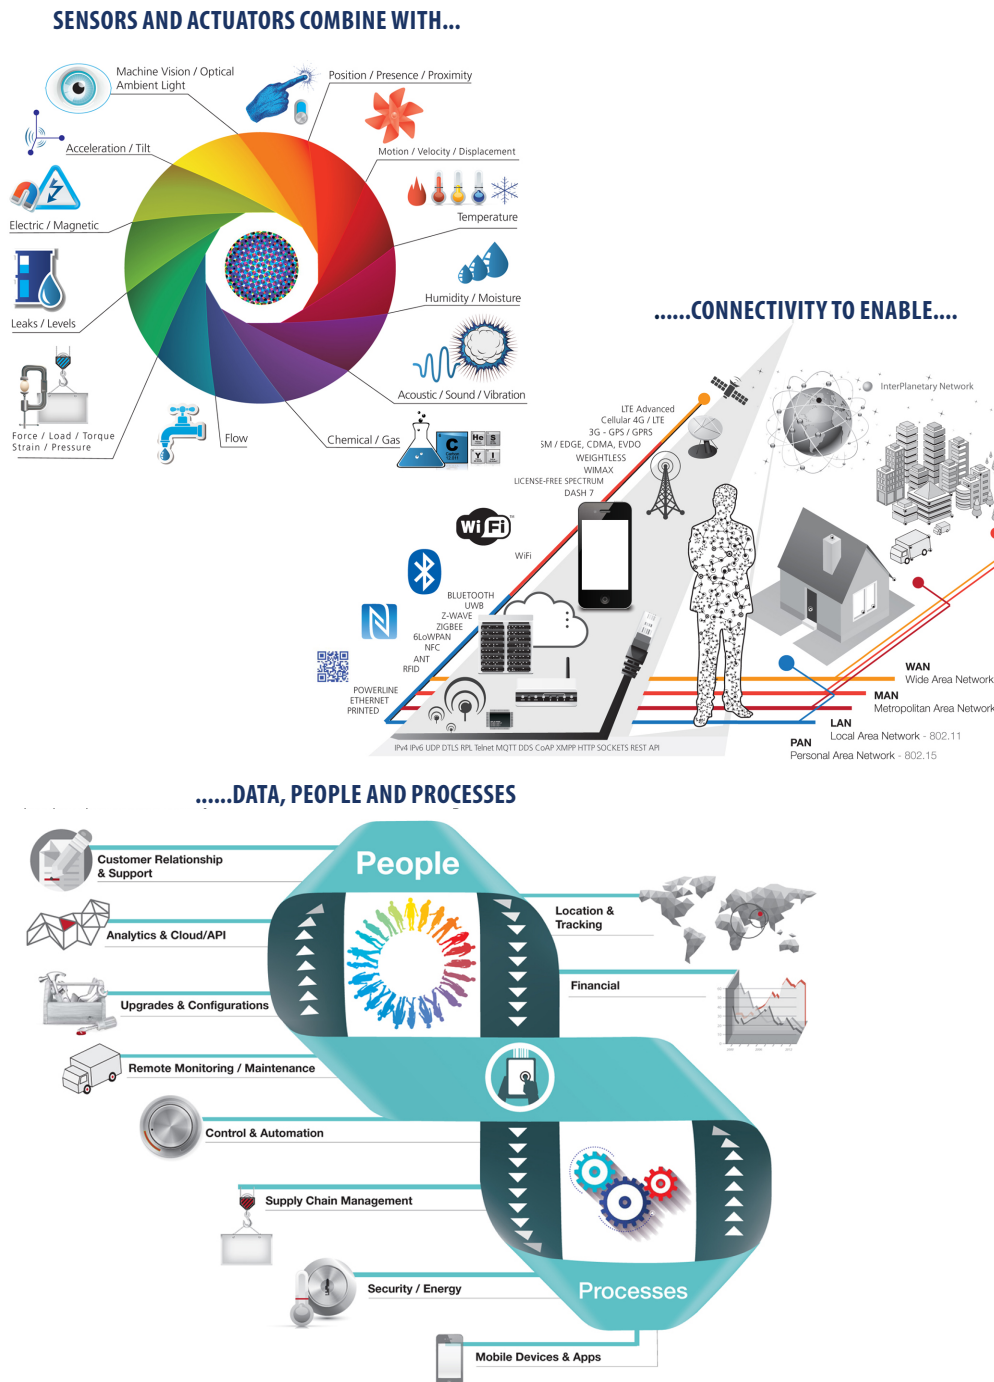 SENSORS AND ACTUATORS COMBINE WITH...
Machine Vision / Optical
Ambient Light
Position / Presence / Proximity
Acceleration / Tilt
Motion / Velocity / Displacement
Electric / Magnetic
Temperature
Leaks / Levels
Humidity / Moisture
Force / Load / Torque
Strain / Pressure
Flow
Chemical / Gas
Acoustic / Sound / Vibration
C
Carbon
He S
Y I
......CONNECTIVITY TO ENABLE....
InterPlanetary Network
LTE Advanced
Cellular 4G / LTE
3G - GPS / GPRS
SM / EDGE, CDMA, EVDO
WEIGHTLESS
WIMAX
LICENSE-FREE SPECTRUM
DASH 7
Wi Fi
WiFi
BLUETOOTH
UWB
Z-WAVE
ZIGBEE
6LoWPAN
NFC
ANT
RFID
POWERLINE
ETHERNET
PRINTED
IPv4 IPv6 UDP DTLS RPL Telnet MQTT DDS CoAP XMPP HTTP SOCKETS REST API
WAN
Wide Area Network
MAN
Metropolitan Area Network
LAN
Local Area Network - 802.11
PAN
Personal Area Network - 802.15
......DATA, PEOPLE AND PROCESSES
People
Customer Relationship
& Support
Analytics & Cloud/API
Upgrades & Configurations
Remote Monitoring / Maintenance
Control & Automation
Supply Chain Management
Security / Energy
Mobile Devices & Apps
Location &
Tracking
Financial
Processes